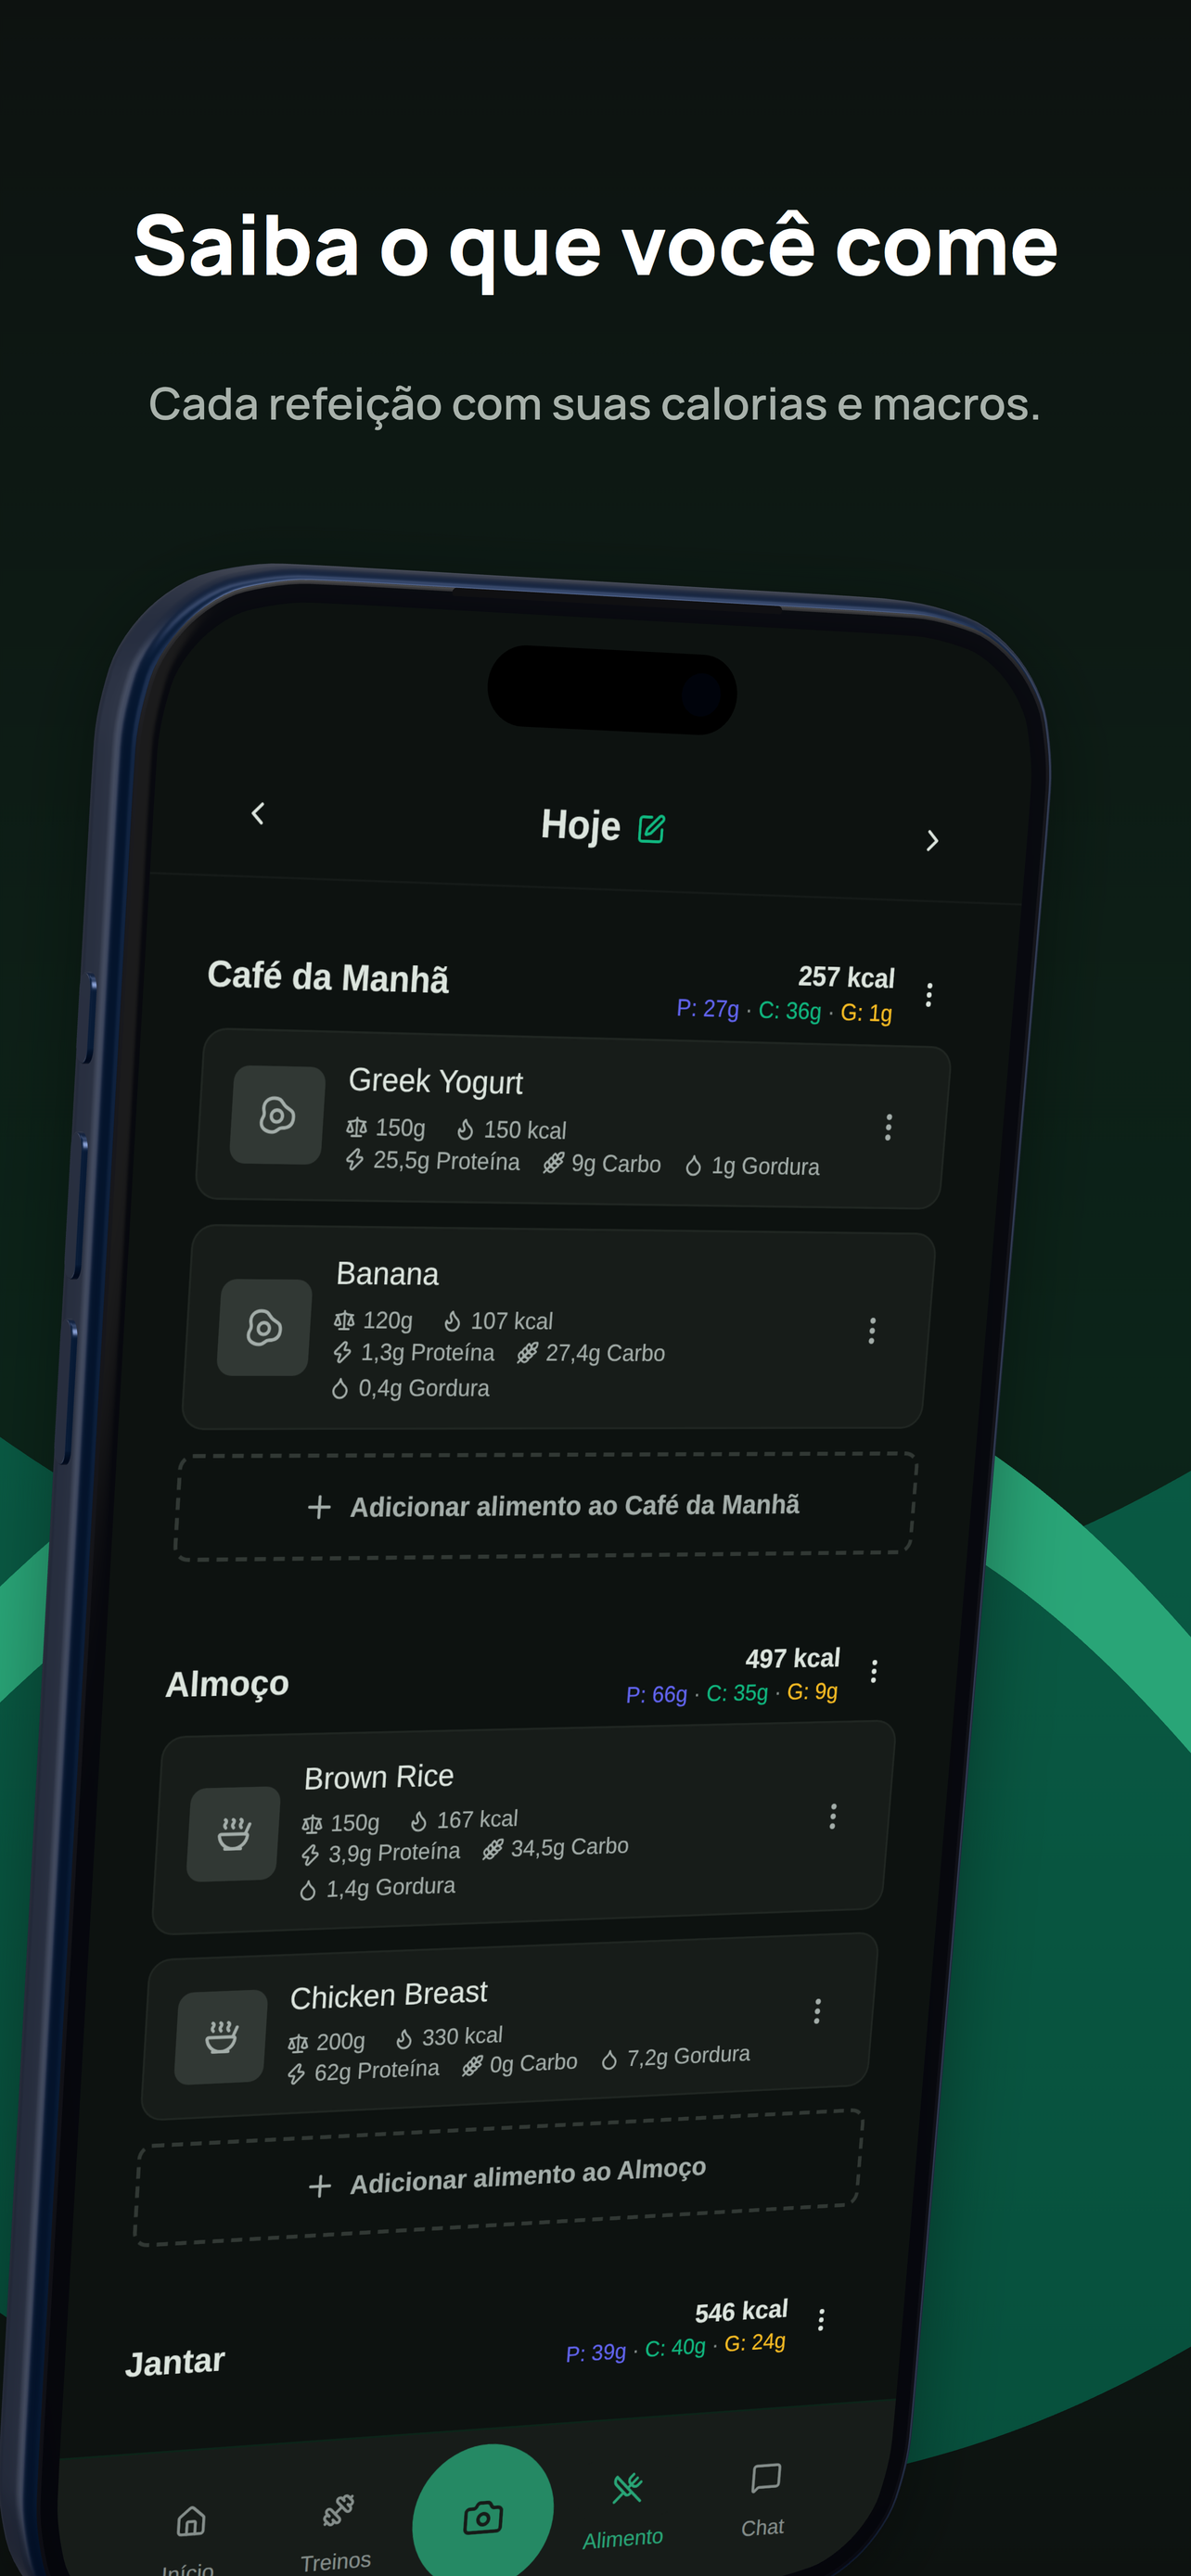 Saiba o que você come
Cada refeição com suas calorias e macros.
Hoje
Café da Manhã
257 kcal
P: 27g · C: 36g · G: 1g
Greek Yogurt
150g 150 kcal
25,5g Proteína 9g Carbo 1g Gordura
Banana
120g 107 kcal
1,3g Proteína 27,4g Carbo
0,4g Gordura
+ Adicionar alimento ao Café da Manhã
Almoço
497 kcal
P: 66g · C: 35g · G: 9g
Brown Rice
150g 167 kcal
3,9g Proteína 34,5g Carbo
1,4g Gordura
Chicken Breast
200g 330 kcal
62g Proteína 0g Carbo 7,2g Gordura
+ Adicionar alimento ao Almoço
Jantar
546 kcal
P: 39g · C: 40g · G: 24g
Início
Treinos
Alimento
Chat